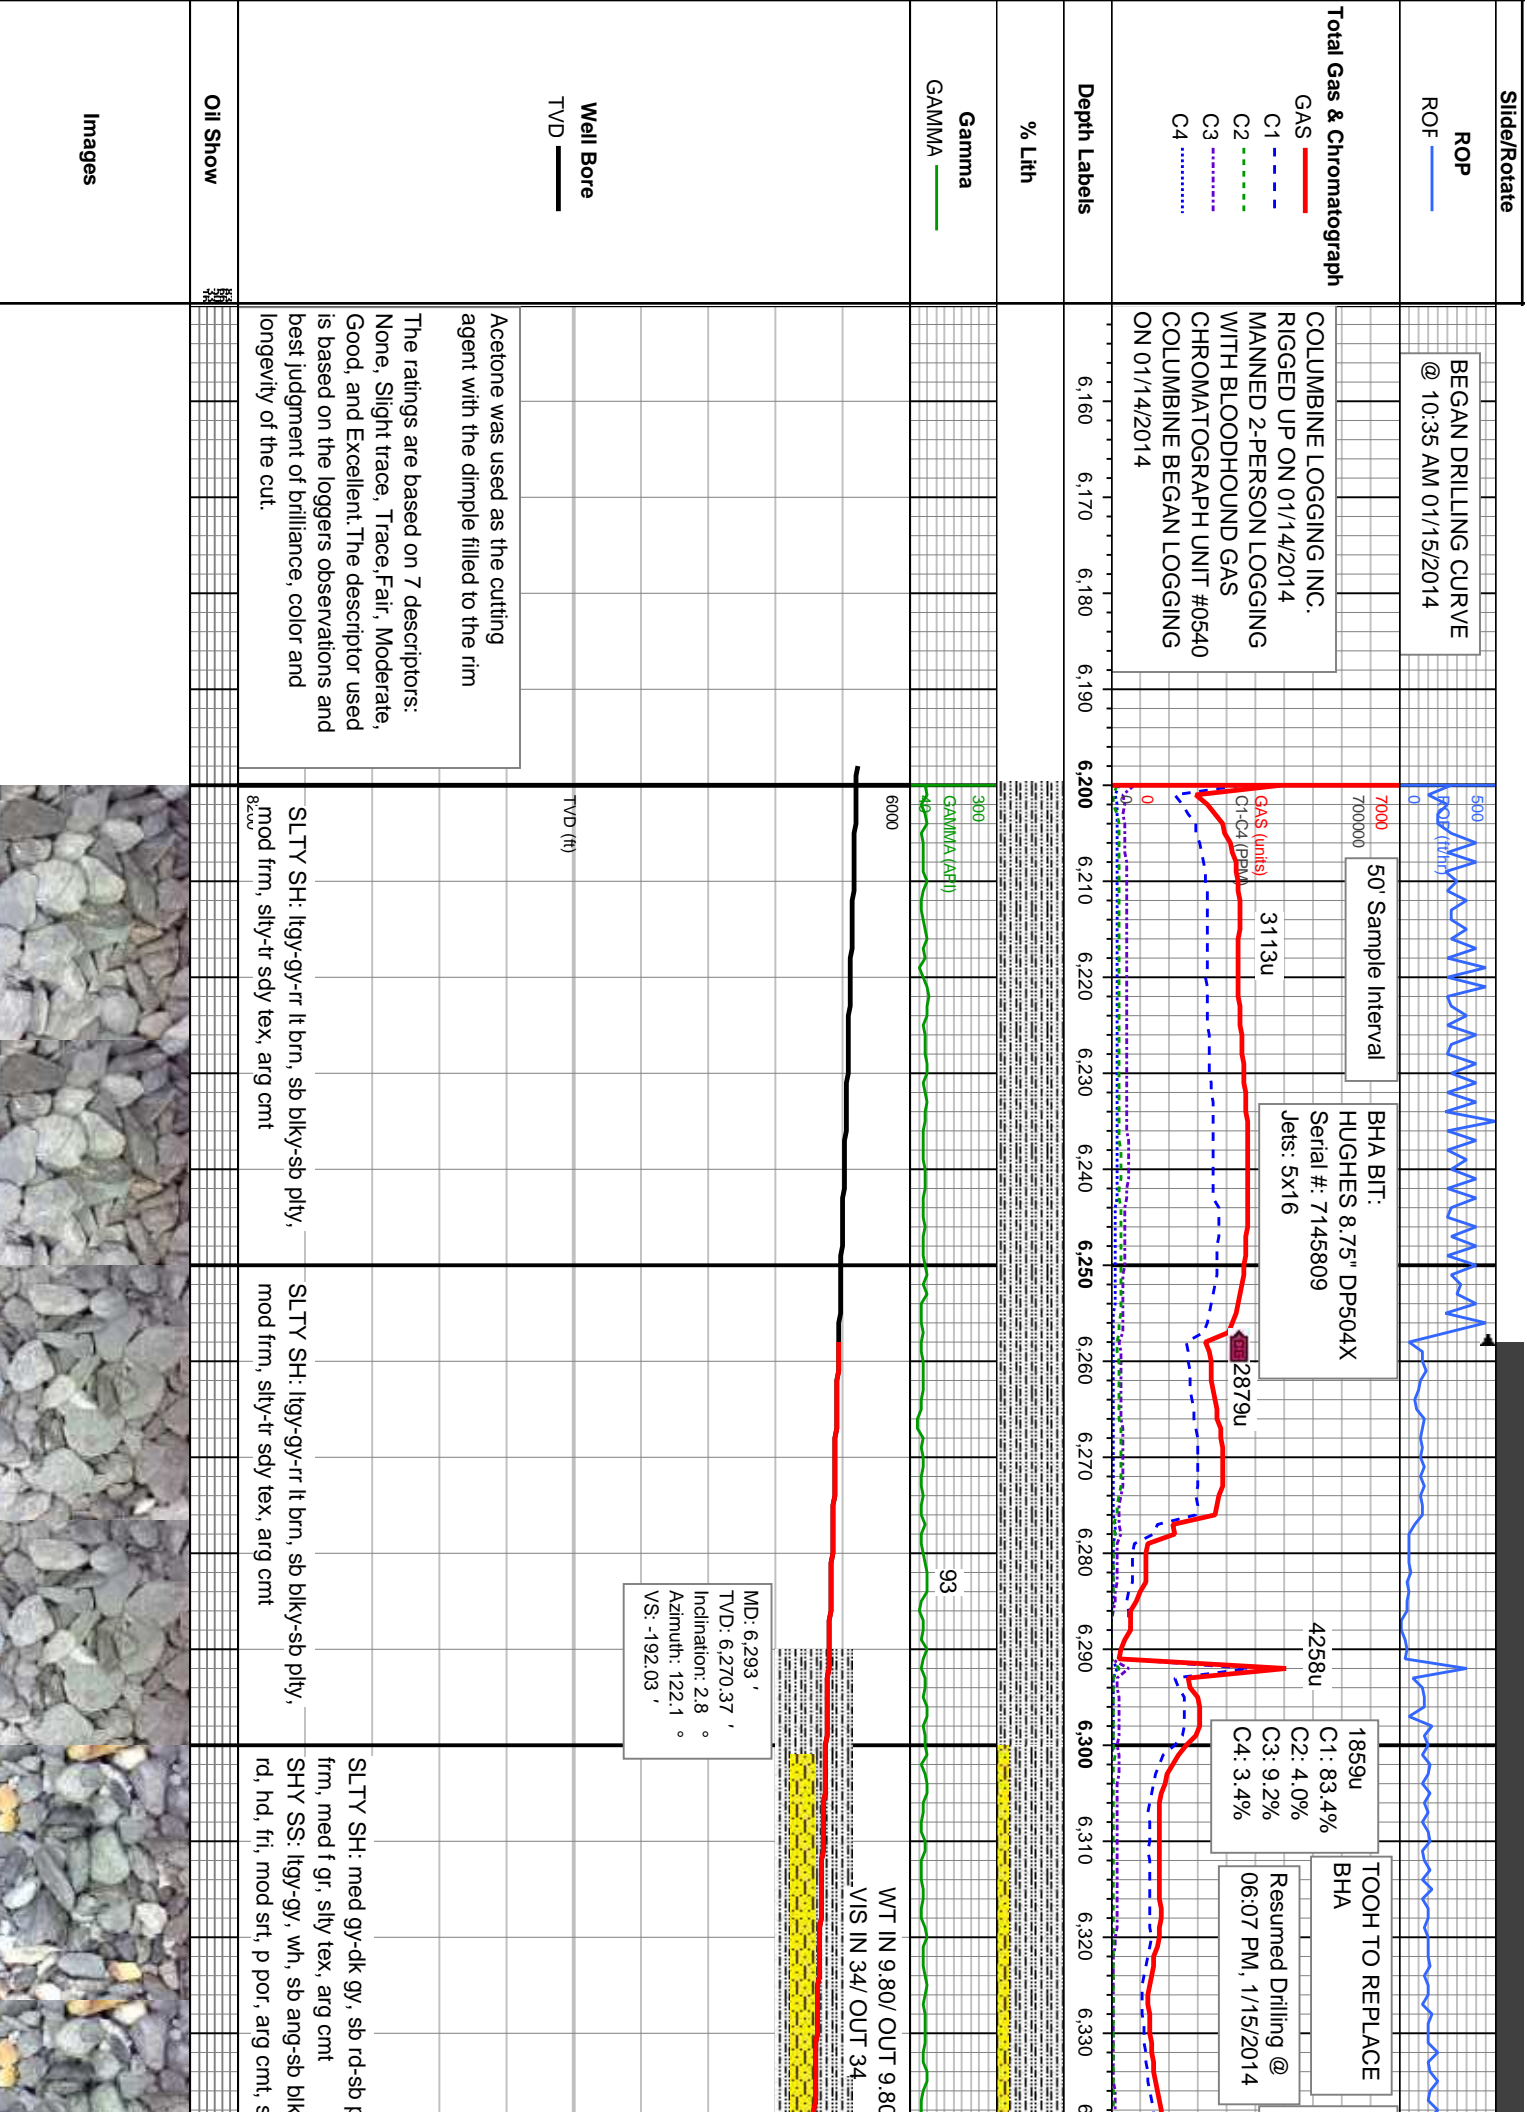 Slide/Rotate
ROP
ROF
Total Gas & Chromatograph
GAS
C1
C2
C3
C4
Depth Labels
% Lith
Gamma
GAMMA
Well Bore
TVD
Oil Show
Images
BEGAN DRILLING CURVE
@ 10:35 AM 01/15/2014
COLUMBINE LOGGING INC.
RIGGED UP ON 01/14/2014
MANNED 2-PERSON LOGGING
WITH BLOODHOUND GAS
CHROMATOGRAPH UNIT #0540
COLUMBINE BEGAN LOGGING
ON 01/14/2014
Acetone was used as the cutting
agent with the dimple filled to the rim
The ratings are based on 7 descriptors:
None, Slight trace, Trace,Fair, Moderate,
Good, and Excellent.The descriptor used
is based on the loggers observations and
best judgment of brilliance, color and
longevity of the cut.
500
ROP (ft/hr)
0
7000
700000
GAS (units)
C1-C4 (PPM)
0
0
50' Sample Interval
3113u
BHA BIT:
HUGHES 8.75" DP504X
Serial #: 7145809
Jets: 5x16
2879u
4258u
1859u
C1: 83.4%
C2: 4.0%
C3: 9.2%
C4: 3.4%
TOOH TO REPLACE
BHA
Resumed Drilling @
06:07 PM, 1/15/2014
6,160
6,170
6,180
6,190
6,200
6,210
6,220
6,230
6,240
6,250
6,260
6,270
6,280
6,290
6,300
6,310
6,320
6,330
6
300
GAMMA (API)
93
6000
TVD (ft)
MD: 6,293 '
TVD: 6,270.37 '
Inclination: 2.8 °
Azimuth: 122.1 °
VS: -192.03 '
WT IN 9.80/ OUT 9.80
VIS IN 34/ OUT 34
SLTY SH: ltgy-gy-rr lt brn, sb blky-sb plty,
mod frm, slty-tr sdy tex, arg cmt
SLTY SH: ltgy-gy-rr lt brn, sb blky-sb plty,
mod frm, slty-tr sdy tex, arg cmt
SLTY SH: med gy-dk gy, sb rd-sb p
frm, med f gr, slty tex, arg cmt
SHY SS: ltgy-gy, wh, sb ang-sb blk
rd, hd, fri, mod srt, p por, arg cmt, s